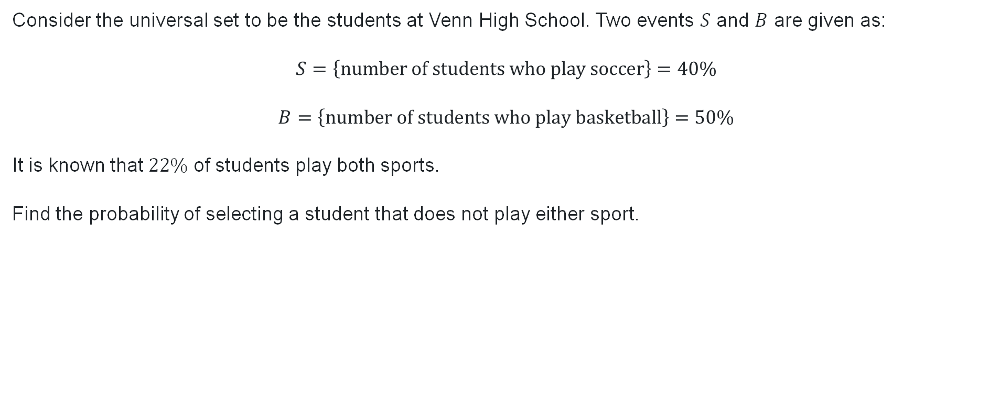 Consider the universal set to be the students at Venn High School. Two events S and B are given as:
S = {number of students who play soccer} = 40%
B = {number of students who play basketball} = 50%
It is known that 22% of students play both sports.
Find the probability of selecting a student that does not play either sport.